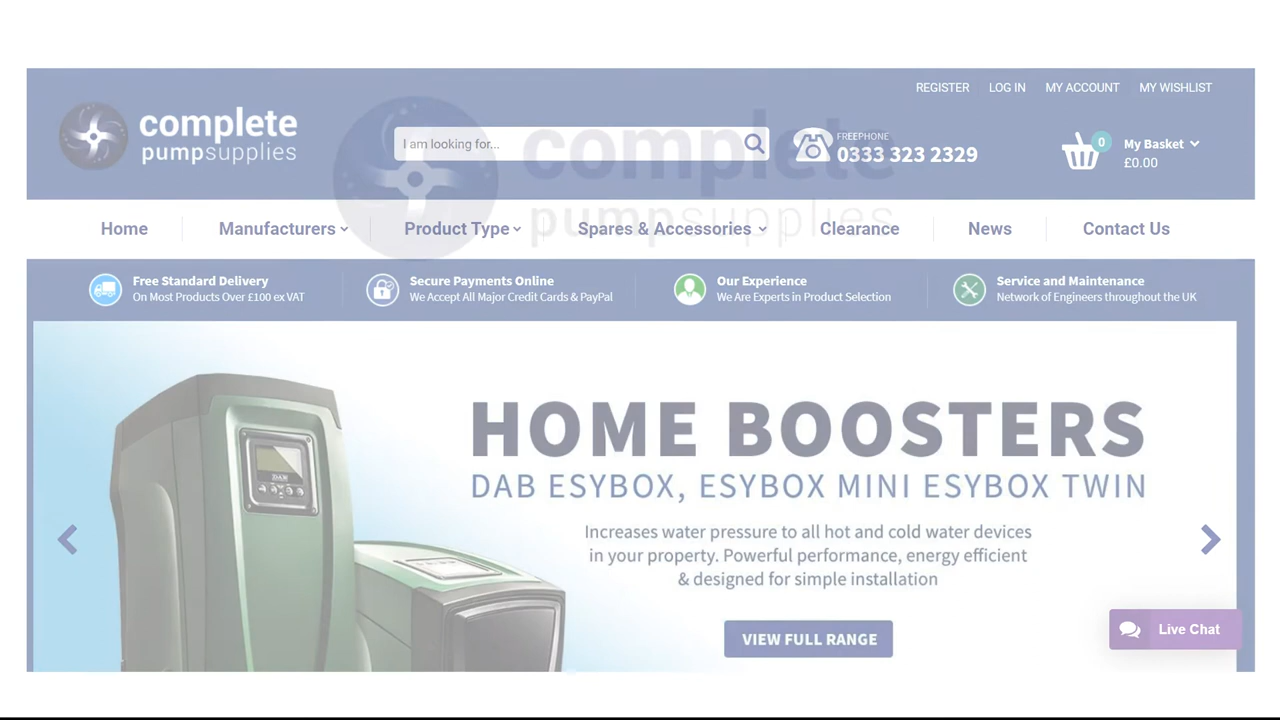 REGISTER LOG IN MY ACCOUNT MY WISHLIST
complete
pumpsupplies
complete
pumpsupplies
I am looking for...
FREEPHONE
0333 323 2329
0
My Basket
£0.00
Home Manufacturers Product Type Spares & Accessories Clearance News Contact Us
Free Standard Delivery
On Most Products Over £100 ex VAT
Secure Payments Online
We Accept All Major Credit Cards & PayPal
Our Experience
We Are Experts in Product Selection
Service and Maintenance
Network of Engineers throughout the UK
DAB
HOME BOOSTERS
DAB ESYBOX, ESYBOX MINI ESYBOX TWIN
Increases water pressure to all hot and cold water devices
in your property. Powerful performance, energy efficient
& designed for simple installation
VIEW FULL RANGE
Live Chat